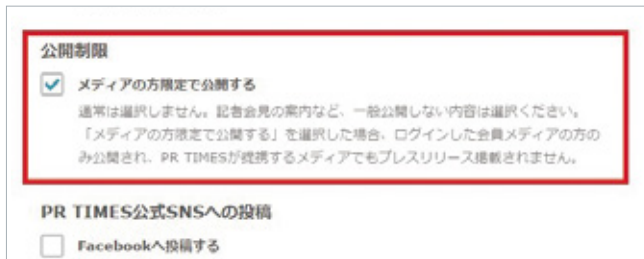 公開制限
メディアの方限定で公開する
通常は選択しません。記者会見の案内など、一般公開しない内容は選択ください。
「メディアの方限定で公開する」を選択した場合、ログインした会員メディアの方の
み公開され、PR TIMESが提携するメディアでもプレスリリース掲載されません。
PR TIMES公式SNSへの投稿
Facebookへ投稿する